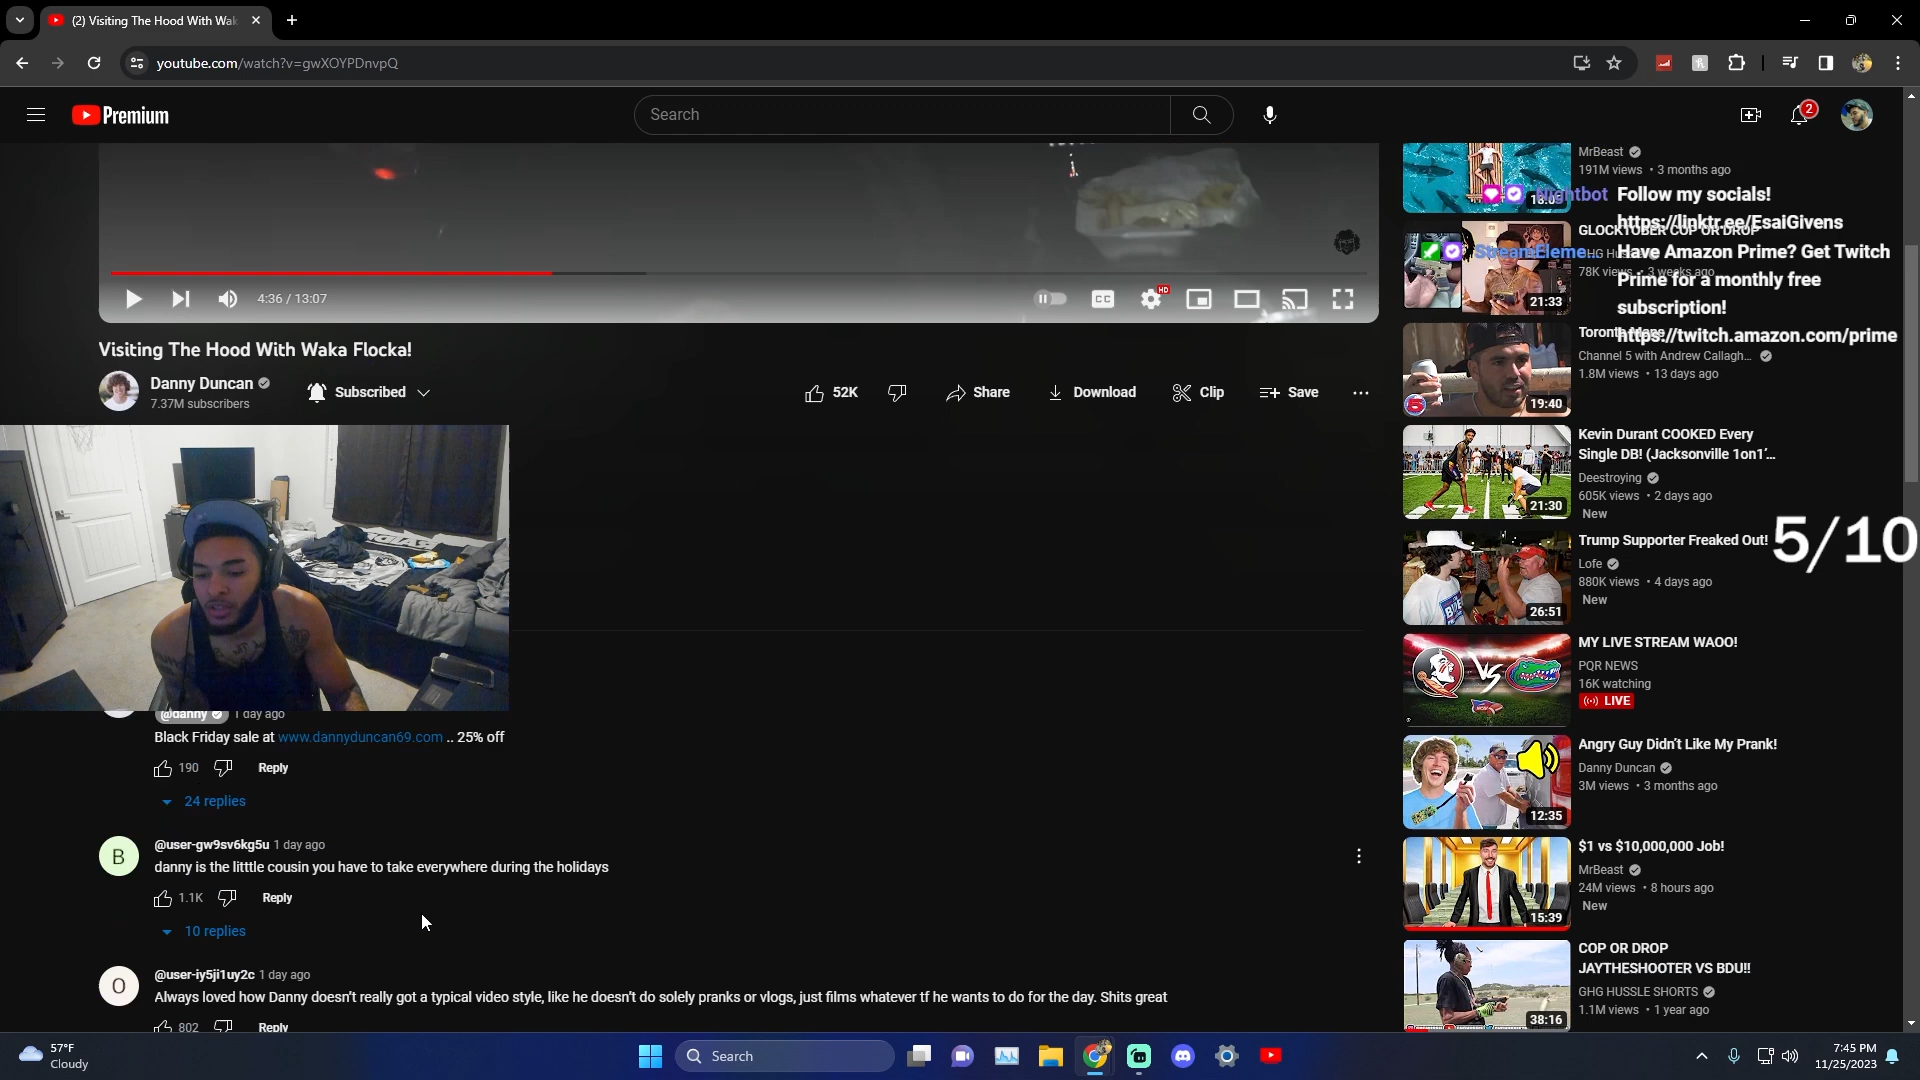 (2) Visiting The Hood With Wak
youtube.com/watch?v=gwXOYPDnvpQ
Premium
Search
2
4:36 / 13:07
CC
HD
Visiting The Hood With Waka Flocka!
Danny Duncan
7.37M subscribers
Subscribed
52K
Share
Download
Clip
Save
@danny 1 day ago
Black Friday sale at www.dannyduncan69.com .. 25% off
190
Reply
24 replies
B
@user-gw9sv6kg5u 1 day ago
danny is the litttle cousin you have to take everywhere during the holidays
1.1K
Reply
10 replies
O
@user-iy5ji1uy2c 1 day ago
Always loved how Danny doesn't really got a typical video style, like he doesn't do solely pranks or vlogs, just films whatever tf he wants to do for the day. Shits great
802
Reply
MrBeast
191M views • 3 months ago
Nightbot Follow my socials!
https://linktr.ee/EsaiGivens
GLOCKTOBER COP OR DROP
StreamEleme... Have Amazon Prime? Get Twitch
Prime for a monthly free
subscription!
https://twitch.amazon.com/prime
78K views • 3 weeks ago
21:33
Channel 5 with Andrew Callagh...
1.8M views • 13 days ago
5
19:40
Kevin Durant COOKED Every
Single DB! (Jacksonville 1on1'...
Deestroying
605K views • 2 days ago
New
21:30
5/10
Trump Supporter Freaked Out!
Lofe
880K views • 4 days ago
New
26:51
MY LIVE STREAM WAOO!
PQR NEWS
16K watching
LIVE
VS
Angry Guy Didn't Like My Prank!
Danny Duncan
3M views • 3 months ago
12:35
$1 vs $10,000,000 Job!
MrBeast
24M views • 8 hours ago
New
15:39
COP OR DROP
JAYTHESHOOTER VS BDU!!
GHG HUSSLE SHORTS
1.1M views • 1 year ago
38:16
57°F
Cloudy
Search
7:45 PM
11/25/2023